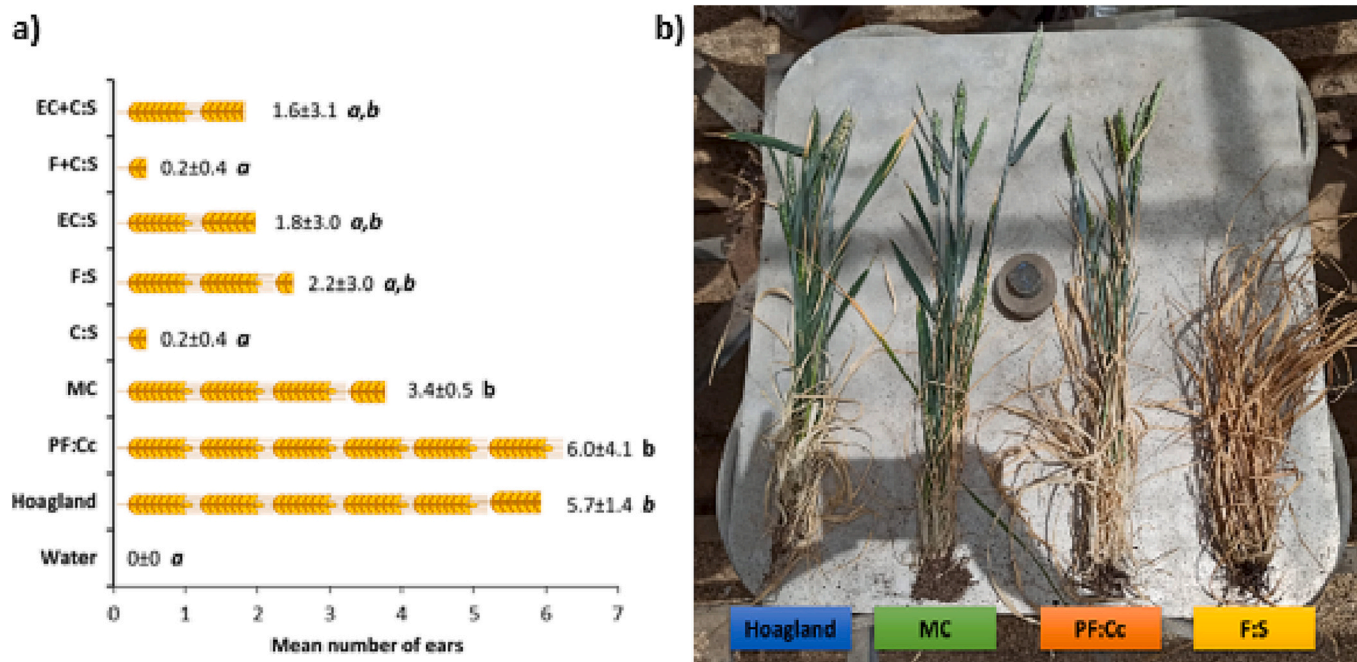 a)
EC+C:S
1.6±3.1 a,b
F+C:S
0.2±0.4 a
EC:S
1.8±3.0 a,b
F:S
2.2±3.0 a,b
C:S
0.2±0.4 a
MC
3.4±0.5 b
PF:Cc
6.0±4.1 b
Hoagland
5.7±1.4 b
Water
0±0 a
0 1 2 3 4 5 6 7
Mean number of ears
b)
Hoagland MC PF:Cc F:S